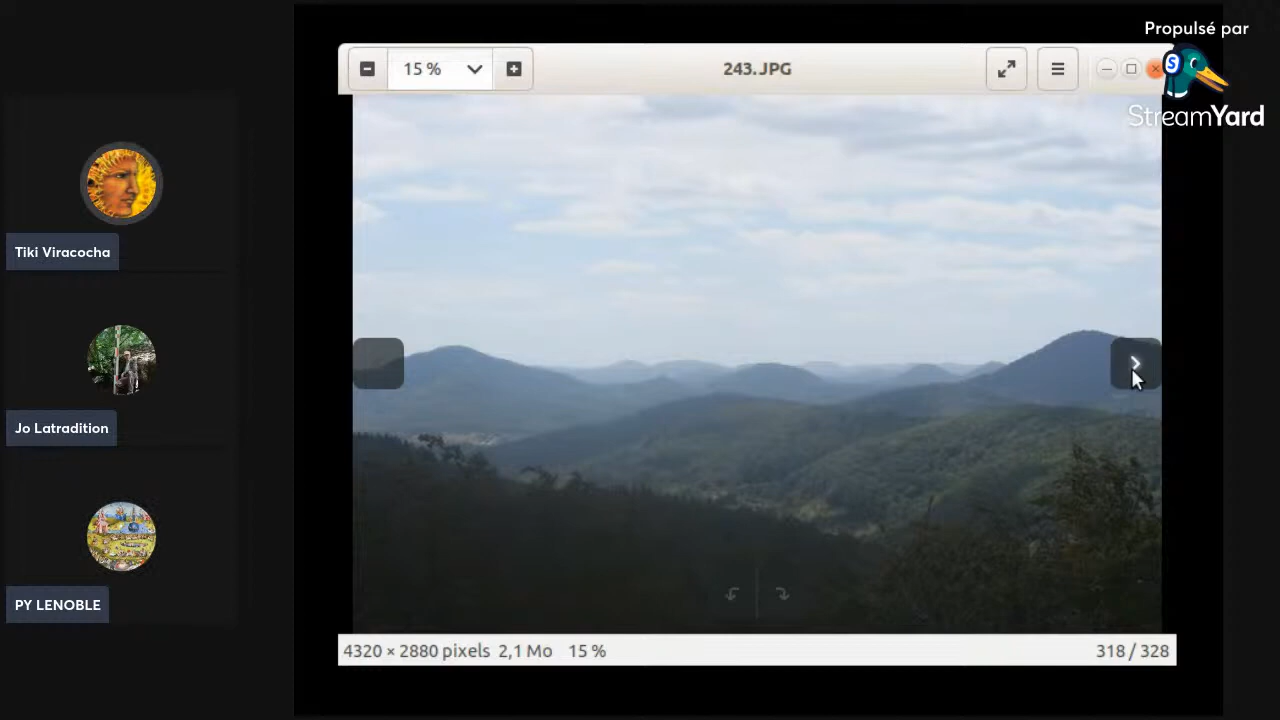 Propulsé par
StreamYard
15 %
243.JPG
Tiki Viracocha
Jo Latradition
PY LENOBLE
4320 × 2880 pixels 2,1 Mo 15 %
318 / 328